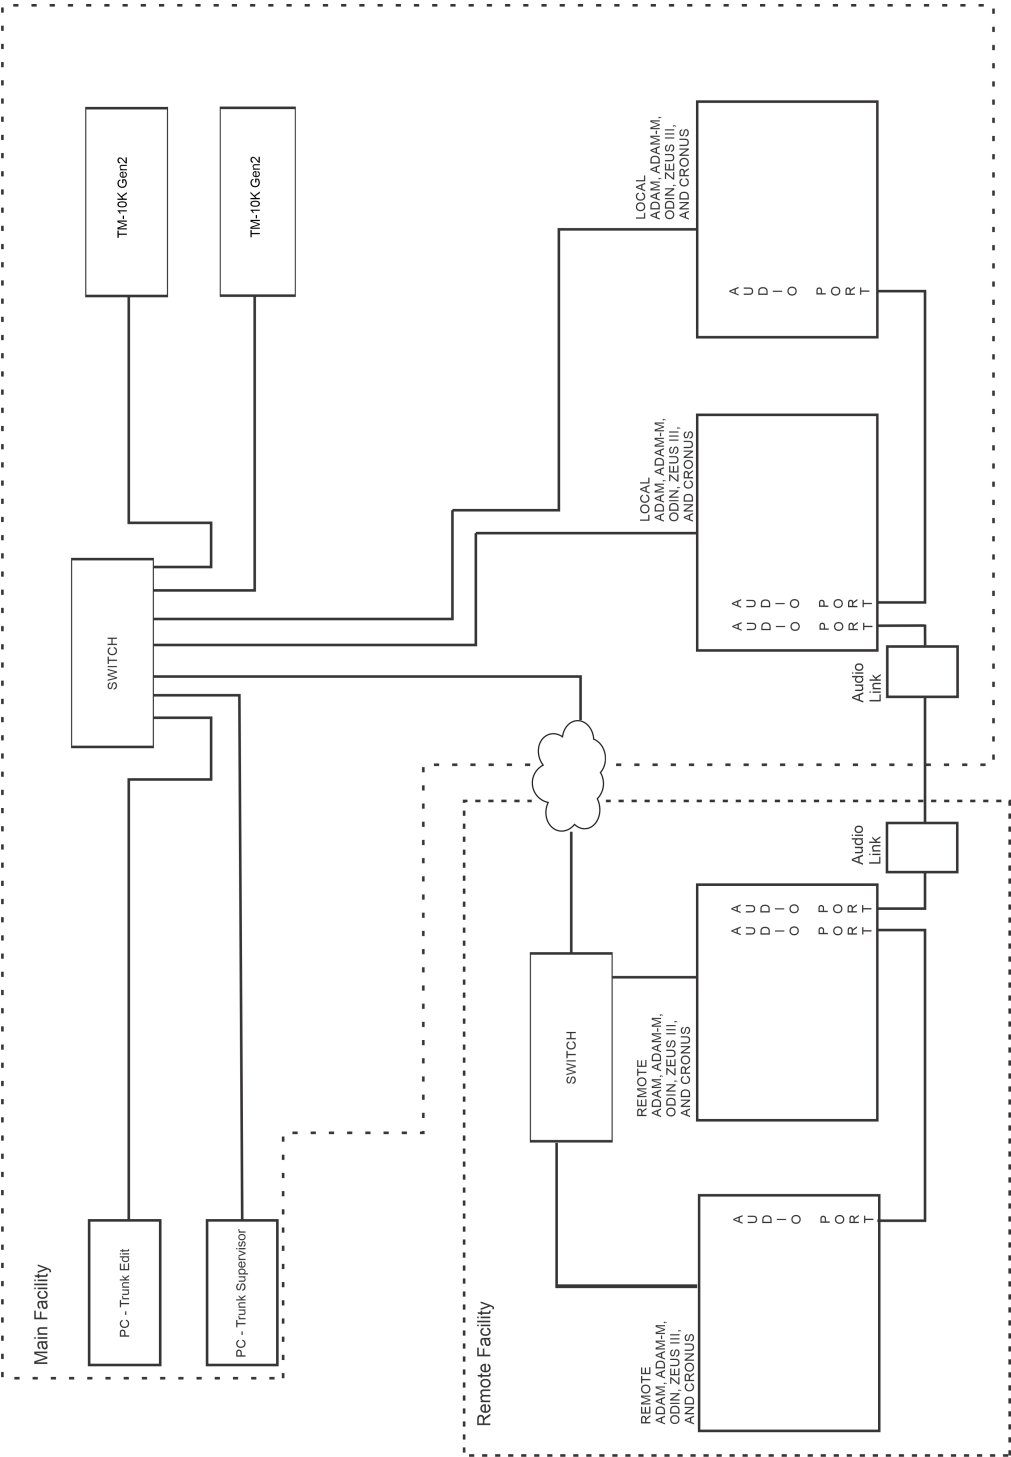 Main Facility
PC - Trunk Edit
PC - Trunk Supervisor
SWITCH
TM-10K Gen2
TM-10K Gen2
Remote Facility
SWITCH
REMOTE
ADAM, ADAM-M,
ODIN, ZEUS III,
AND CRONUS
AUDIO PORT
REMOTE
ADAM, ADAM-M,
ODIN, ZEUS III,
AND CRONUS
AUDIO PORT
AUDIO PORT
Audio
Link
Audio
Link
LOCAL
ADAM, ADAM-M,
ODIN, ZEUS III,
AND CRONUS
AUDIO PORT
AUDIO PORT
LOCAL
ADAM, ADAM-M,
ODIN, ZEUS III,
AND CRONUS
AUDIO PORT